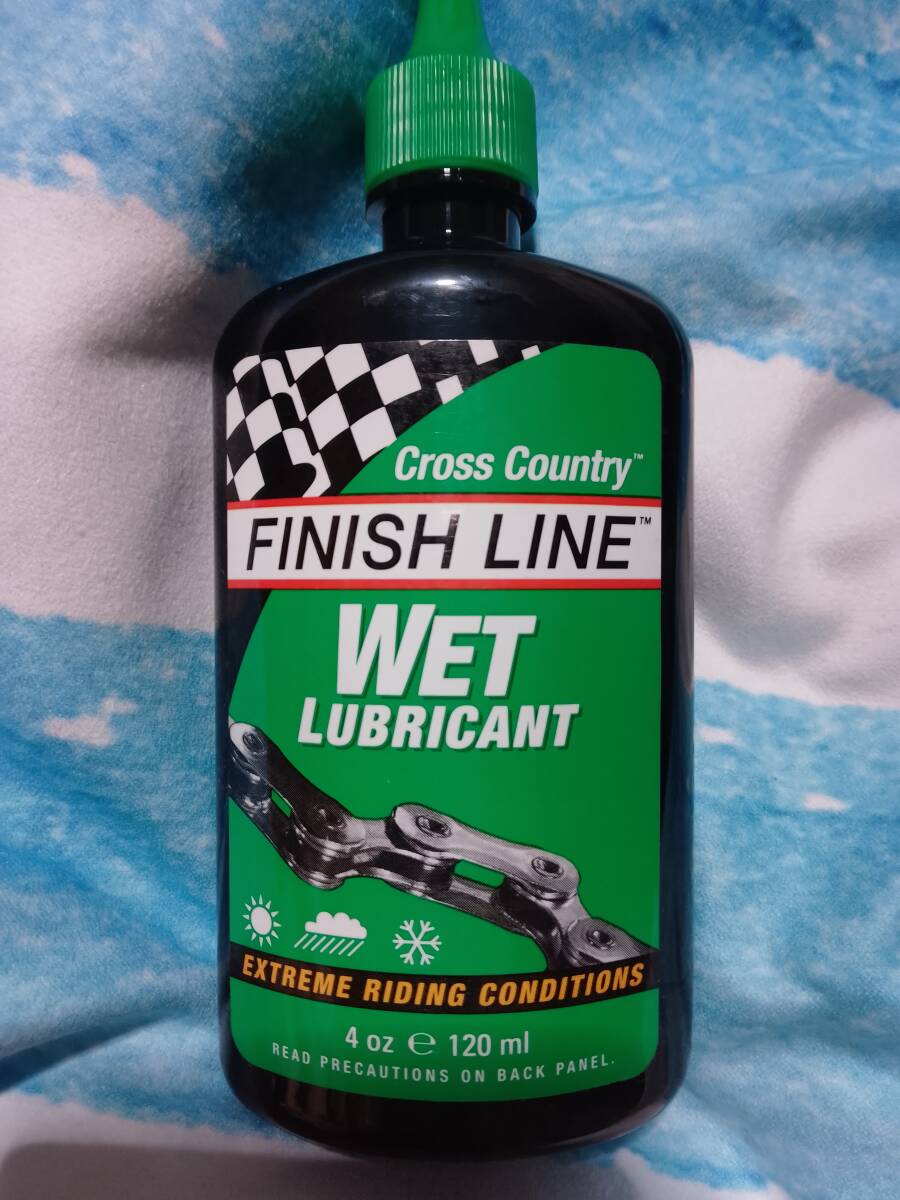 Cross Country™
FINISH LINE™
WET
LUBRICANT
EXTREME RIDING CONDITIONS
4 oz ℮ 120 ml
READ PRECAUTIONS ON BACK PANEL.